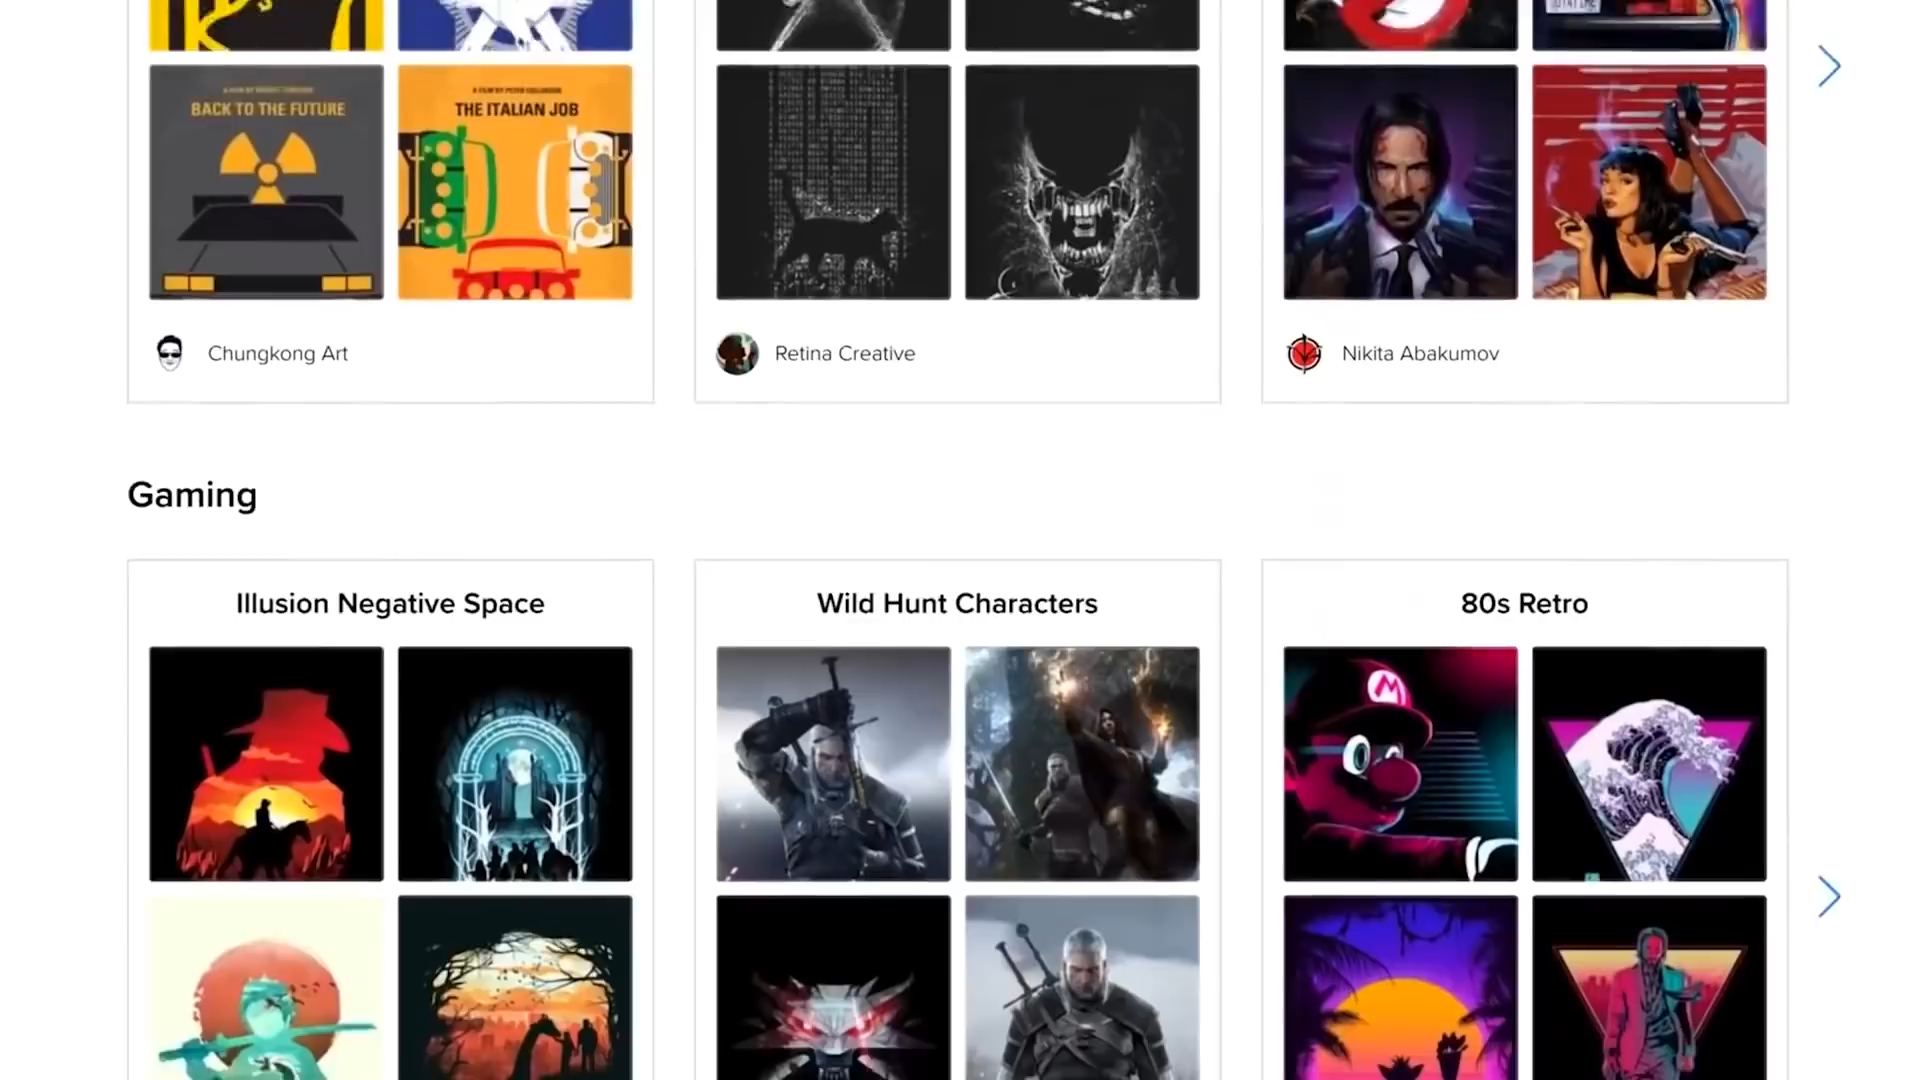 BACK TO THE FUTURE
THE ITALIAN JOB
Chungkong Art
Retina Creative
Nikita Abakumov
Gaming
Illusion Negative Space
Wild Hunt Characters
80s Retro
M